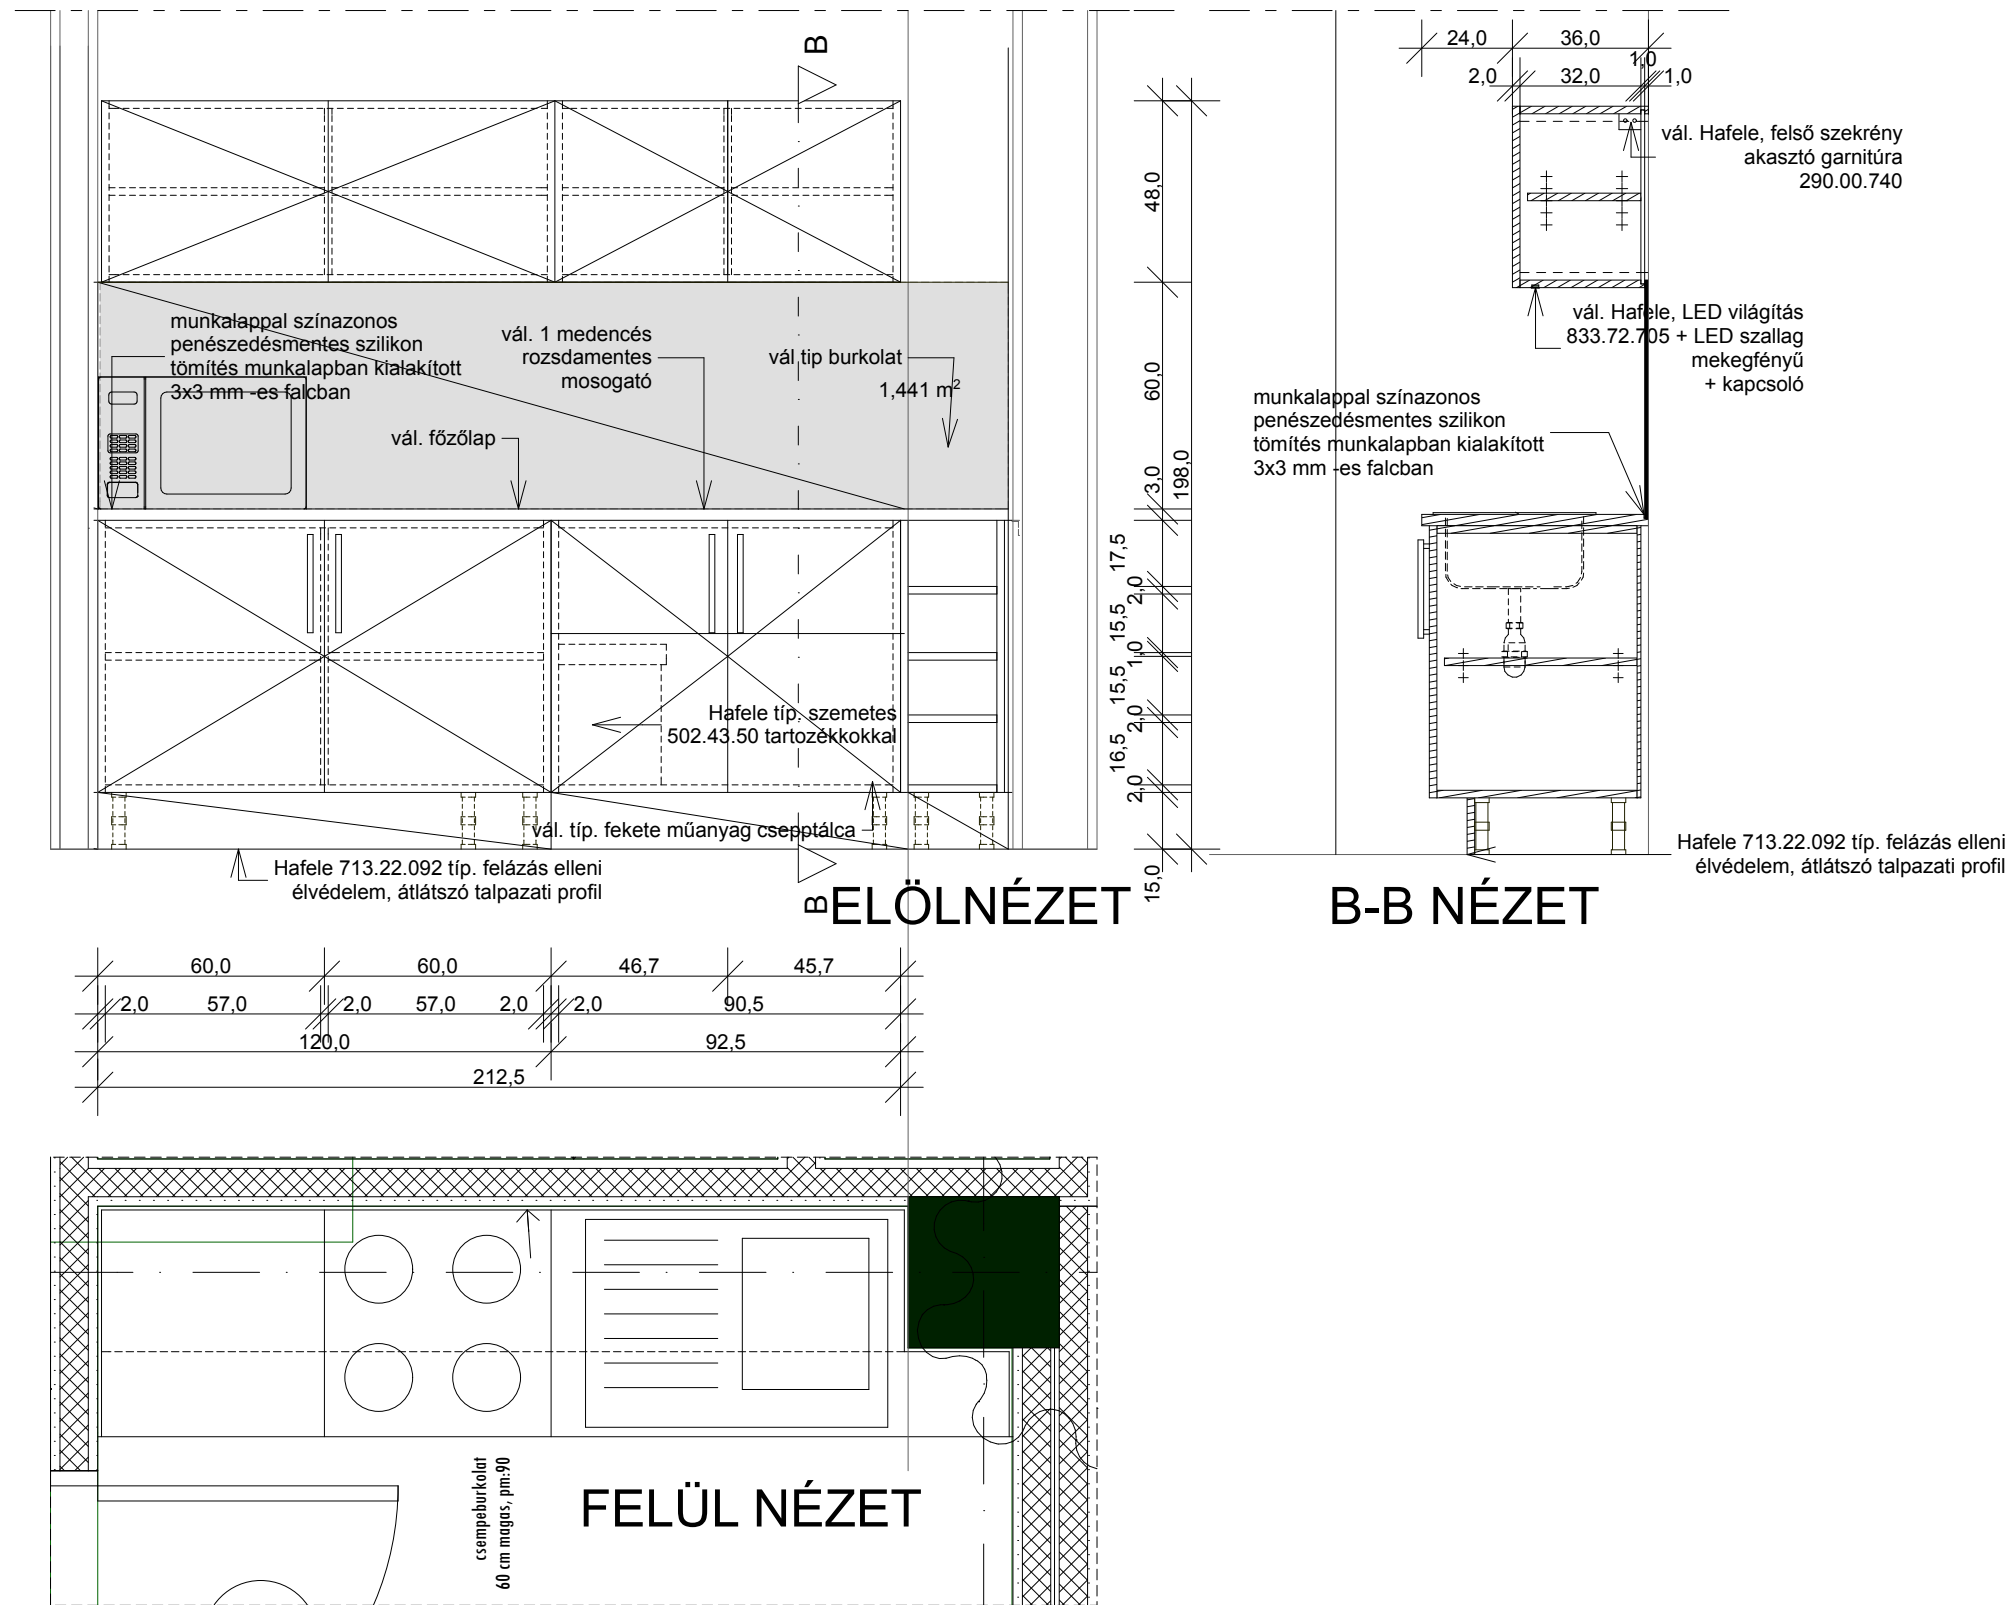 B
24,0
36,0
1,0
2,0
32,0
1,0
vál. Hafele, felső szekrény
akasztó garnitúra
290.00.740
48,0
munkalappal színazonos
penészedésmentes szilikon
tömítés munkalapban kialakított
3x3 mm -es falcban
vál. 1 medencés
rozsdamentes
mosogató
vál tip burkolat
1,441 m²
vál. főzőlap
60,0
3,0
198,0
vál. Hafele, LED világítás
833.72.705 + LED szallag
mekegfényű
+ kapcsoló
munkalappal színazonos
penészedésmentes szilikon
tömítés munkalapban kialakított
3x3 mm -es falcban
17,5
2,0
15,5
1,0
15,5
2,0
16,5
2,0
15,0
Hafele típ. szemetes
502.43.50 tartozékkokkal
vál. típ. fekete műanyag csepptálca
Hafele 713.22.092 típ. felázás elleni
élvédelem, átlátszó talpazati profil
Hafele 713.22.092 típ. felázás elleni
élvédelem, átlátszó talpazati profil
B
ELÖLNÉZET
B-B NÉZET
60,0
60,0
46,7
45,7
2,0
57,0
2,0
57,0
2,0
2,0
90,5
120,0
92,5
212,5
csempeburkolat
60 cm magas, pm:90
FELÜL NÉZET